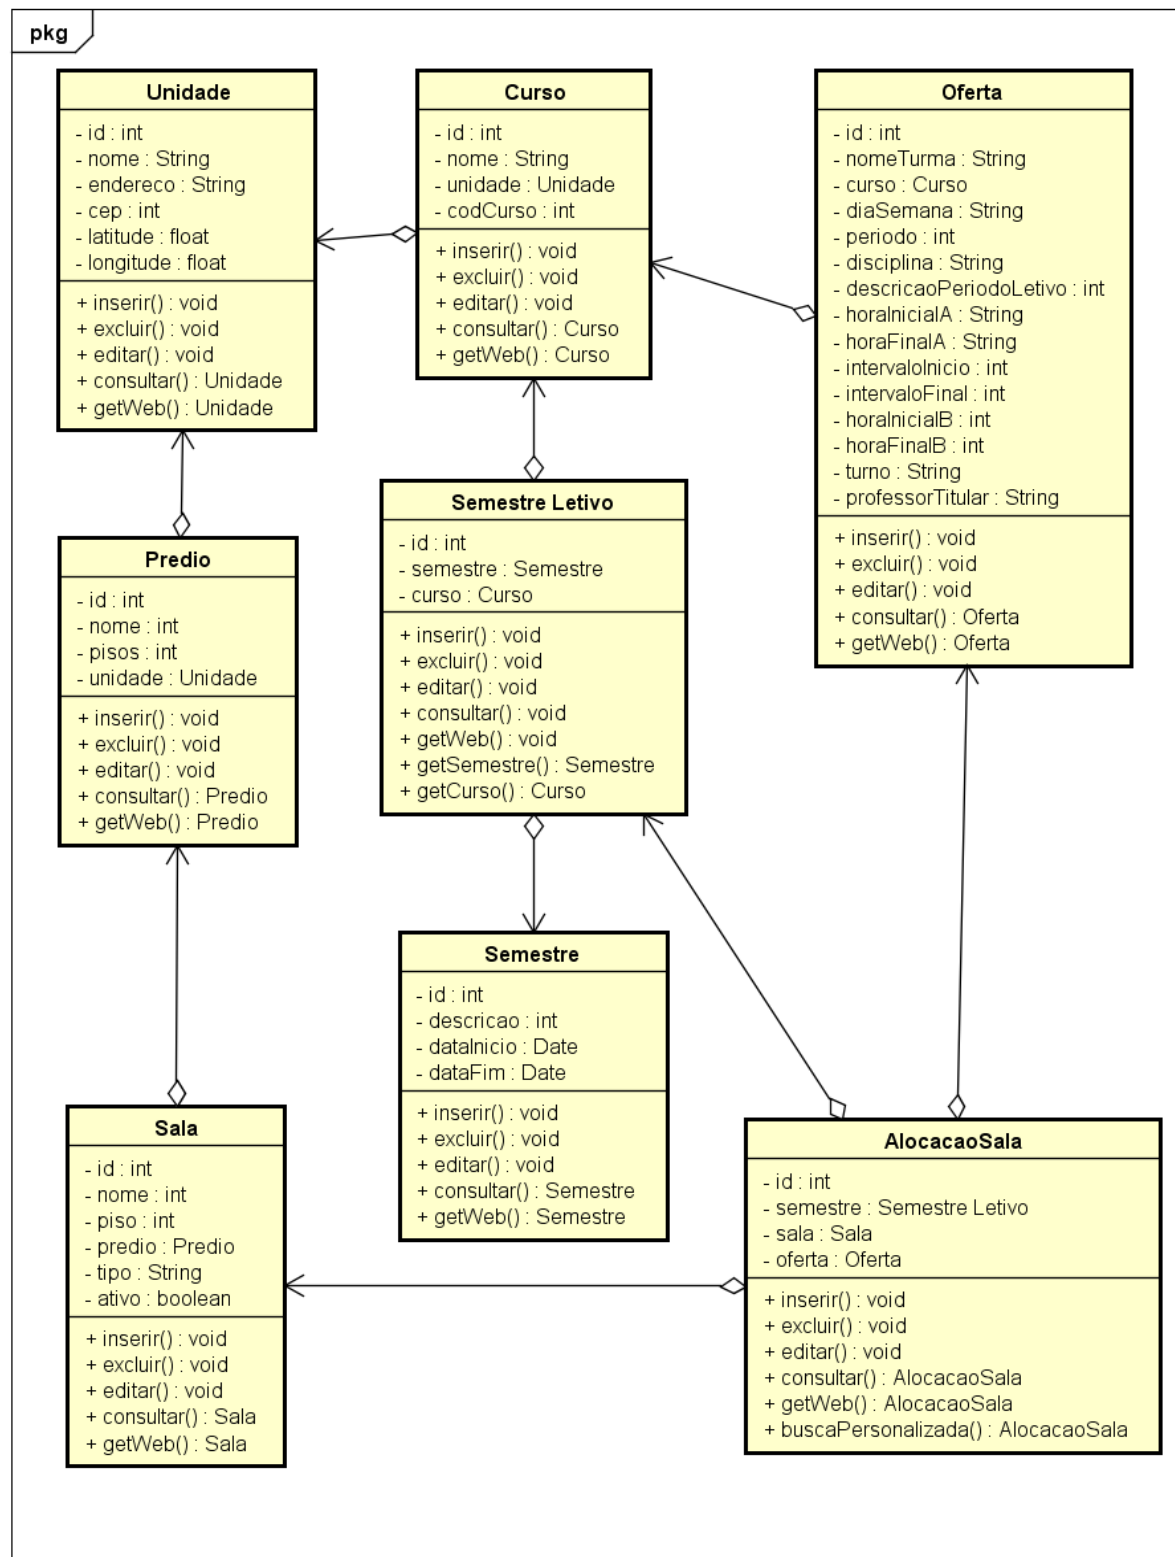 pkg
Unidade
- id : int
- nome : String
- endereco : String
- cep : int
- latitude : float
- longitude : float
+ inserir() : void
+ excluir() : void
+ editar() : void
+ consultar() : Unidade
+ getWeb() : Unidade
Curso
- id : int
- nome : String
- unidade : Unidade
- codCurso : int
+ inserir() : void
+ excluir() : void
+ editar() : void
+ consultar() : Curso
+ getWeb() : Curso
Oferta
- id : int
- nomeTurma : String
- curso : Curso
- diaSemana : String
- periodo : int
- disciplina : String
- descricaoPeriodoLetivo : int
- horaInicialA : String
- horaFinalA : String
- intervaloInicio : int
- intervaloFinal : int
- horaInicialB : int
- horaFinalB : int
- turno : String
- professorTitular : String
+ inserir() : void
+ excluir() : void
+ editar() : void
+ consultar() : Oferta
+ getWeb() : Oferta
Predio
- id : int
- nome : int
- pisos : int
- unidade : Unidade
+ inserir() : void
+ excluir() : void
+ editar() : void
+ consultar() : Predio
+ getWeb() : Predio
Semestre Letivo
- id : int
- semestre : Semestre
- curso : Curso
+ inserir() : void
+ excluir() : void
+ editar() : void
+ consultar() : void
+ getWeb() : void
+ getSemestre() : Semestre
+ getCurso() : Curso
Semestre
- id : int
- descricao : int
- dataInicio : Date
- dataFim : Date
+ inserir() : void
+ excluir() : void
+ editar() : void
+ consultar() : Semestre
+ getWeb() : Semestre
Sala
- id : int
- nome : int
- piso : int
- predio : Predio
- tipo : String
- ativo : boolean
+ inserir() : void
+ excluir() : void
+ editar() : void
+ consultar() : Sala
+ getWeb() : Sala
AlocacaoSala
- id : int
- semestre : Semestre Letivo
- sala : Sala
- oferta : Oferta
+ inserir() : void
+ excluir() : void
+ editar() : void
+ consultar() : AlocacaoSala
+ getWeb() : AlocacaoSala
+ buscaPersonalizada() : AlocacaoSala